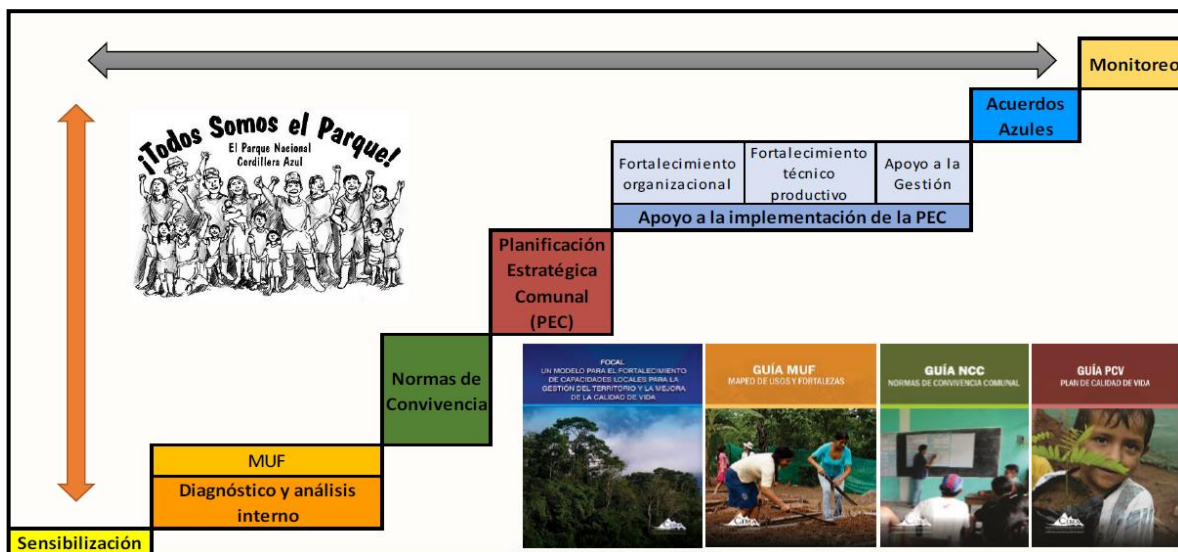 Monitoreo
Acuerdos
Azules
¡Todos Somos el Parque!
El Parque Nacional
Cordillera Azul
Fortalecimiento
organizacional
Fortalecimiento
técnico
productivo
Apoyo a la
Gestión
Apoyo a la implementación de la PEC
Planificación
Estratégica
Comunal
(PEC)
Normas de
Convivencia
MUF
Diagnóstico y análisis
interno
Sensibilización
FOCAL
UN MODELO PARA EL FORTALECIMIENTO
DE CAPACIDADES LOCALES PARA LA
GESTIÓN DEL TERRITORIO Y LA MEJORA
DE LA CALIDAD DE VIDA
GUÍA MUF
MAPEO DE USOS Y FORTALEZAS
GUÍA NCC
NORMAS DE CONVIVENCIA COMUNAL
GUÍA PCV
PLAN DE CALIDAD DE VIDA